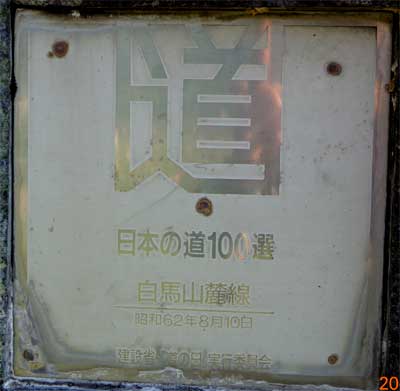 道
日本の道100選
白馬山麓線
昭和62年8月10日
建設省「道の日」実行委員会
20